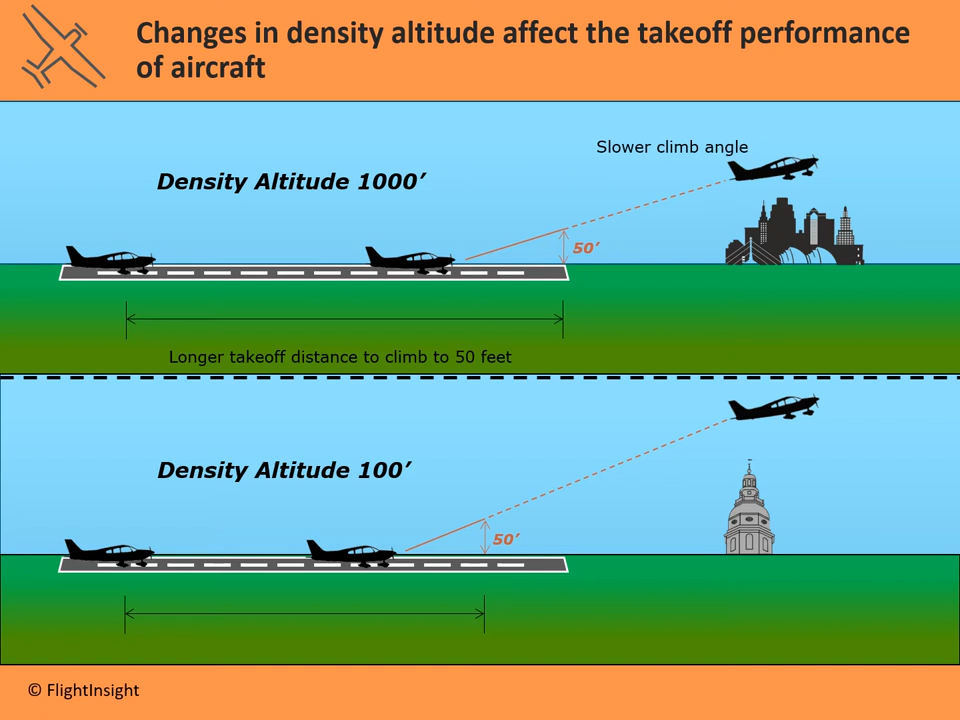 Changes in density altitude affect the takeoff performance
of aircraft
Slower climb angle
Density Altitude 1000’
50’
Longer takeoff distance to climb to 50 feet
Density Altitude 100’
50’
© FlightInsight